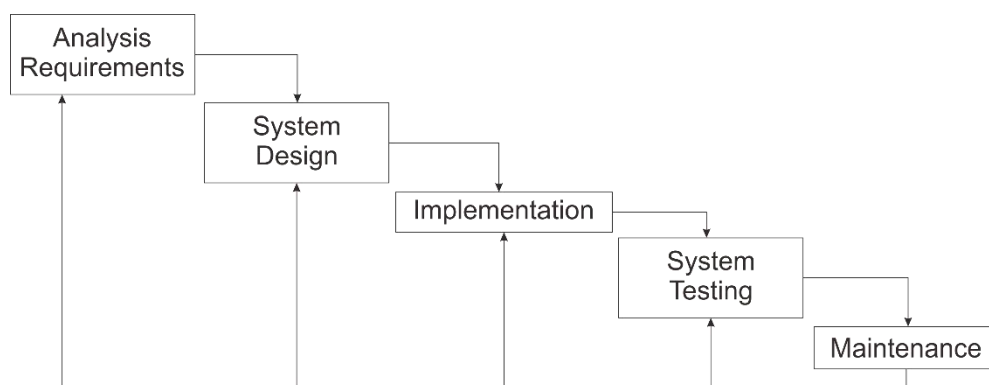 Analysis
Requirements
System
Design
Implementation
System
Testing
Maintenance